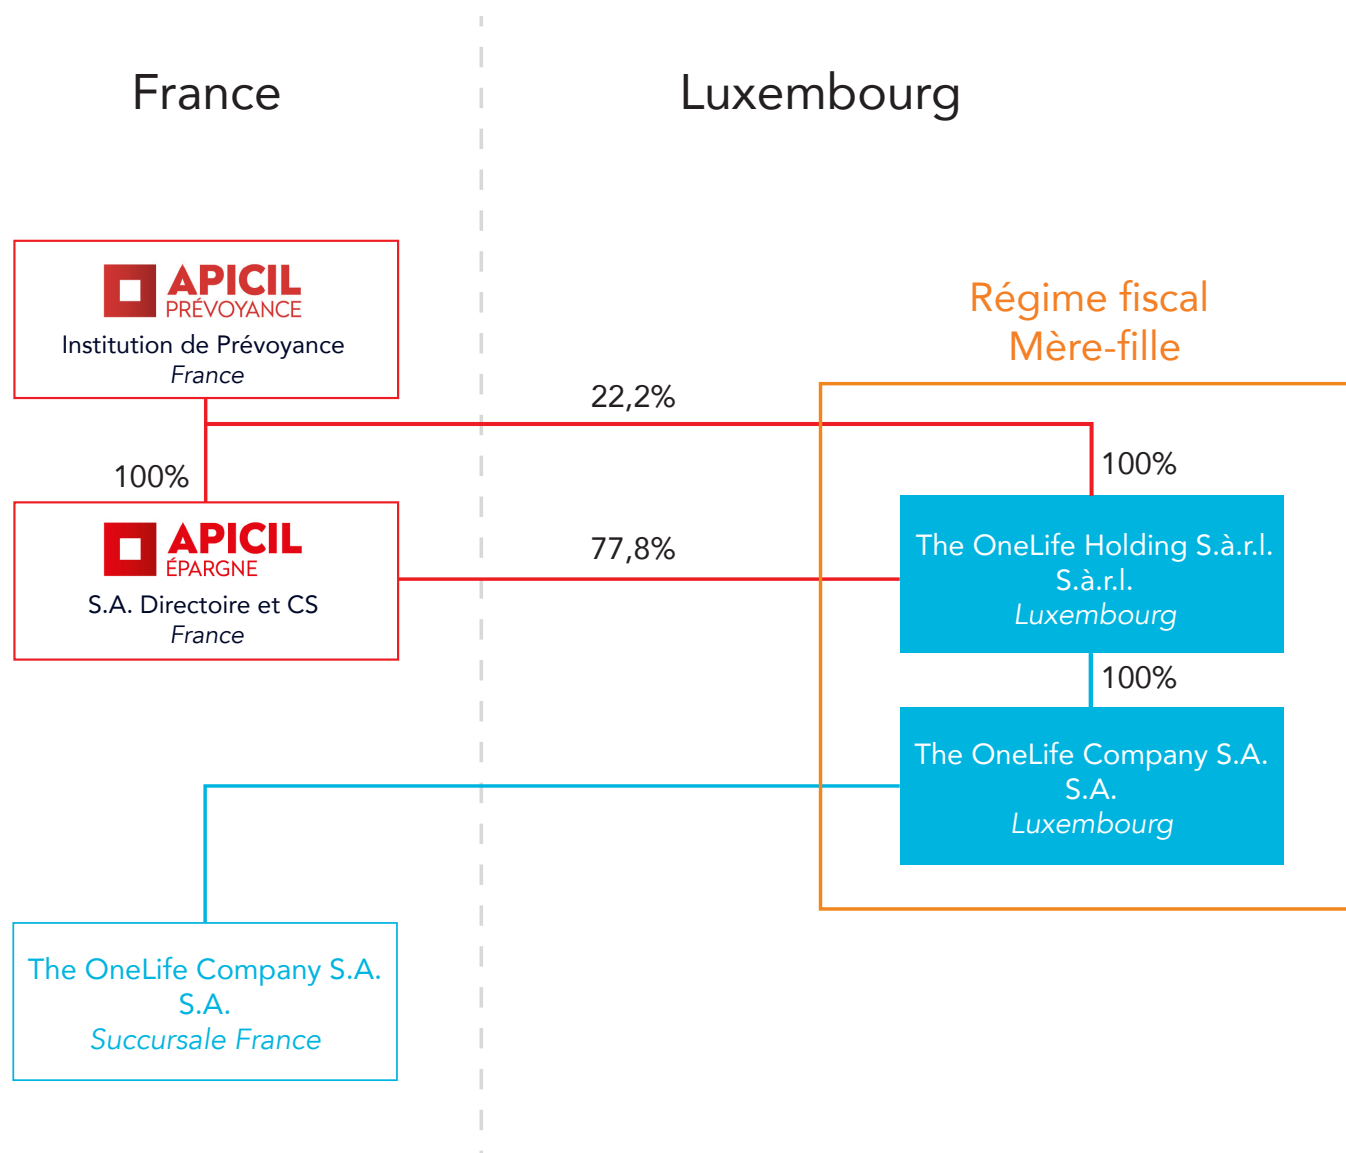 France
Luxembourg
APICIL
PRÉVOYANCE
Institution de Prévoyance
France
Régime fiscal
Mère-fille
22,2%
100%
100%
APICIL
ÉPARGNE
S.A. Directoire et CS
France
77,8%
The OneLife Holding S.à.r.l.
S.à.r.l.
Luxembourg
100%
The OneLife Company S.A.
S.A.
Luxembourg
The OneLife Company S.A.
S.A.
Succursale France